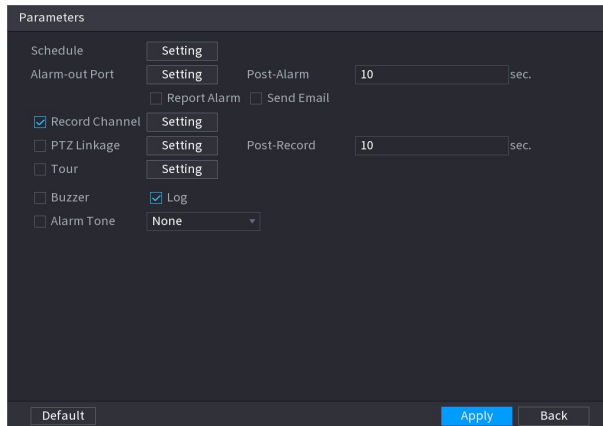 Parameters
Schedule Setting
Alarm-out Port Setting Post-Alarm 10 sec.
Report Alarm Send Email
Record Channel Setting
PTZ Linkage Setting Post-Record 10 sec.
Tour Setting
Buzzer Log
Alarm Tone None
Default Apply Back